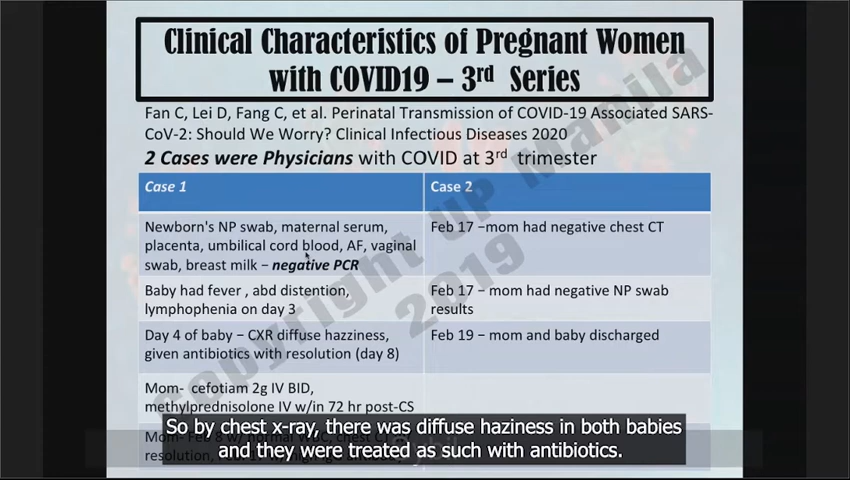 Clinical Characteristics of Pregnant Women
with COVID19 – 3rd Series
Fan C, Lei D, Fang C, et al. Perinatal Transmission of COVID-19 Associated SARS-
CoV-2: Should We Worry? Clinical Infectious Diseases 2020
2 Cases were Physicians with COVID at 3rd trimester
Case 1
Case 2
Newborn's NP swab, maternal serum,
placenta, umbilical cord blood, AF, vaginal
swab, breast milk – negative PCR
Feb 17 –mom had negative chest CT
Baby had fever , abd distention,
lymphophenia on day 3
Feb 17 – mom had negative NP swab
results
Day 4 of baby – CXR diffuse hazziness,
given antibiotics with resolution (day 8)
Feb 19 – mom and baby discharged
Mom- cefotiam 2g IV BID,
methylprednisolone IV w/in 72 hr post-CS
So by chest x-ray, there was diffuse haziness in both babies
and they were treated as such with antibiotics.
Copyright UP Manila
2019